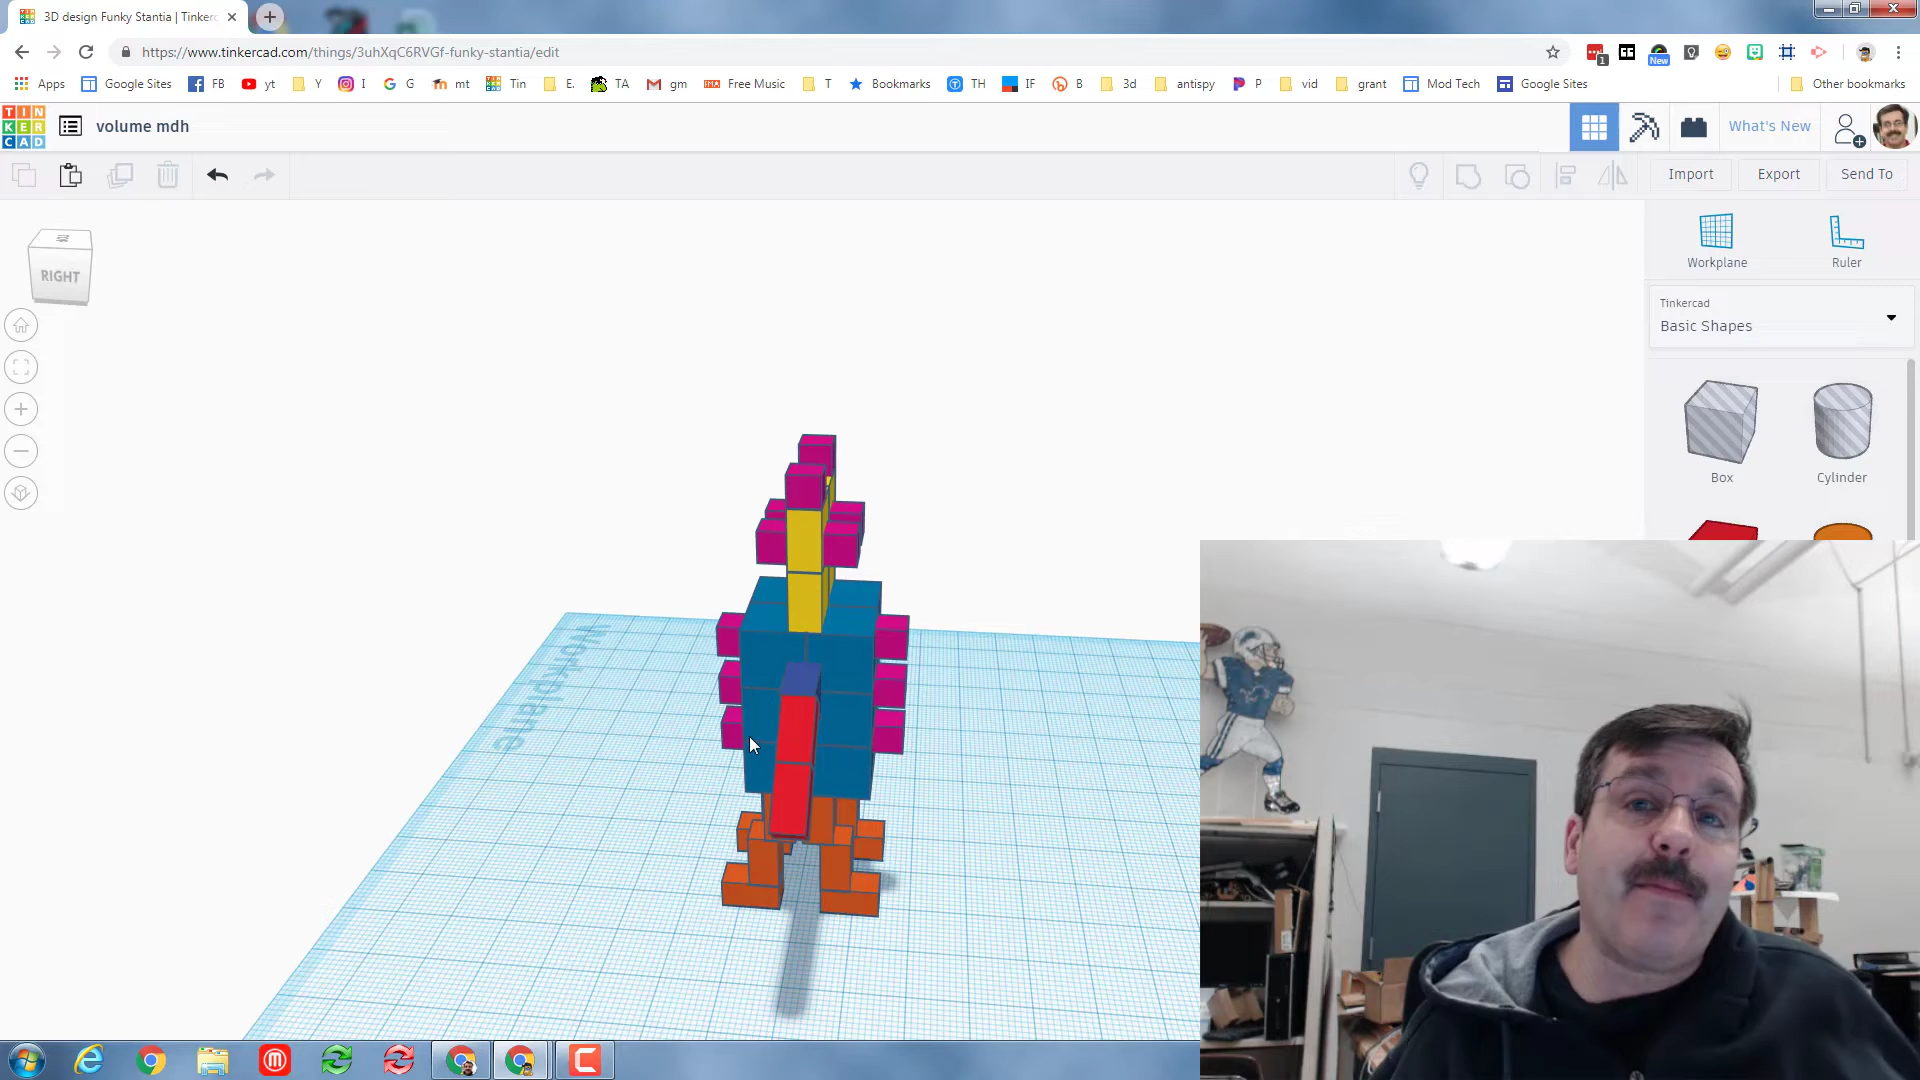 3D design Funky Stantia | Tinker
https://www.tinkercad.com/things/3uhXqC6RVGf-funky-stantia/edit
1
New
Apps Google Sites FB yt Y I G mt Tin E. TA gm Free Music T Bookmarks TH IF B 3d antispy P vid grant Mod Tech Google Sites Other bookmarks
TIN
KER
CAD
volume mdh
What's New
Import Export Send To
RIGHT
Workplane Ruler
Tinkercad
Basic Shapes
Box Cylinder
Workplane